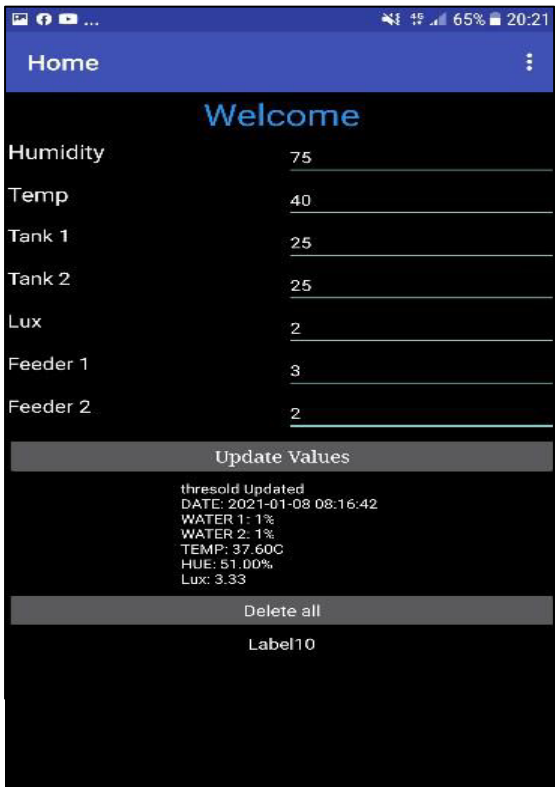 ... 4G 65% 20:21
Home
Welcome
Humidity 75
Temp 40
Tank 1 25
Tank 2 25
Lux 2
Feeder 1 3
Feeder 2 2
Update Values
thresold Updated
DATE: 2021-01-08 08:16:42
WATER 1: 1%
WATER 2: 1%
TEMP: 37.60C
HUE: 51.00%
Lux: 3.33
Delete all
Label10